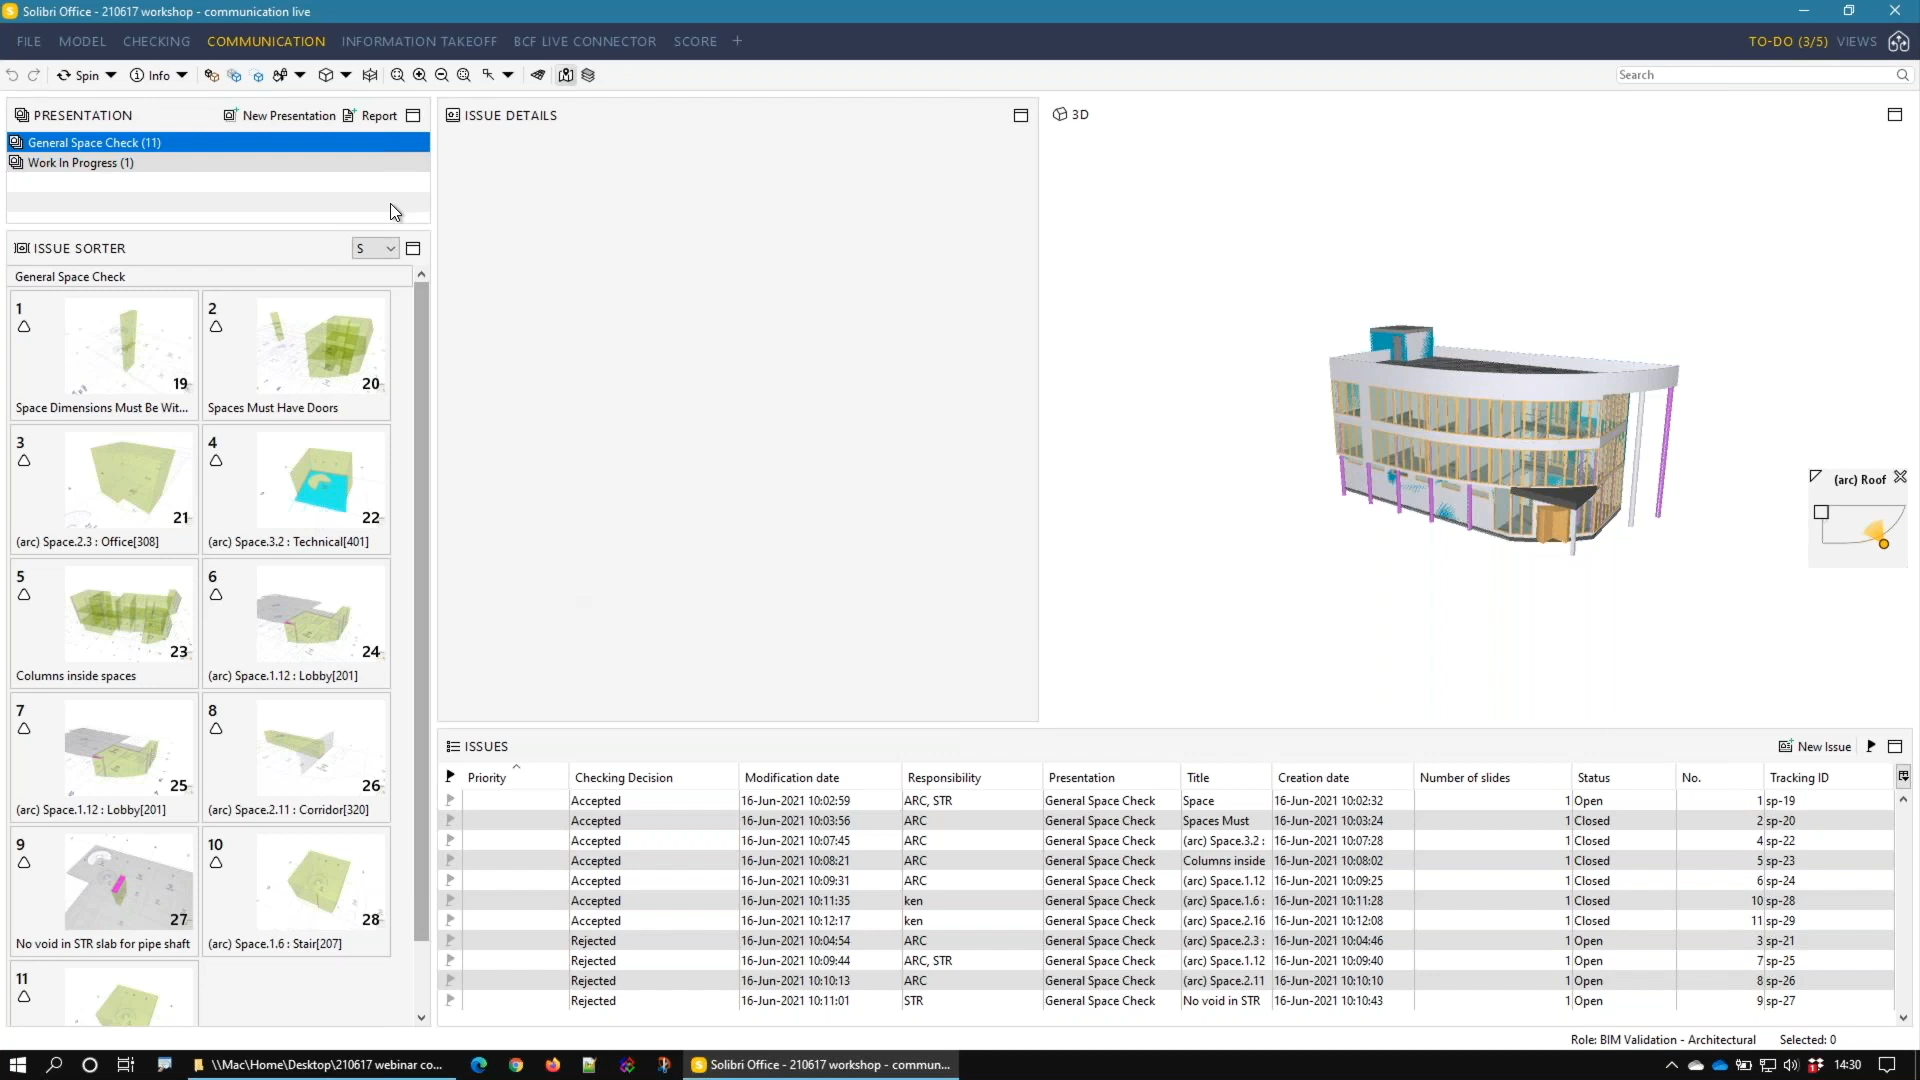 Solibri Office - 210617 workshop - communication live
FILE MODEL CHECKING COMMUNICATION INFORMATION TAKEOFF BCF LIVE CONNECTOR SCORE + TO-DO (3/5) VIEWS
Spin Info Search
PRESENTATION New Presentation Report
General Space Check (11)
Work In Progress (1)
ISSUE SORTER S
General Space Check
1 19
Space Dimensions Must Be Wit...
2 20
Spaces Must Have Doors
3 21
(arc) Space.2.3 : Office[308]
4 22
(arc) Space.3.2 : Technical[401]
5 23
Columns inside spaces
6 24
(arc) Space.1.12 : Lobby[201]
7 25
(arc) Space.1.12 : Lobby[201]
8 26
(arc) Space.2.11 : Corridor[320]
9 27
No void in STR slab for pipe shaft
10 28
(arc) Space.1.6 : Stair[207]
11
ISSUE DETAILS
3D
(arc) Roof
ISSUES New Issue
Priority Checking Decision Modification date Responsibility Presentation Title Creation date Number of slides Status No. Tracking ID
Accepted 16-Jun-2021 10:02:59 ARC, STR General Space Check Space 16-Jun-2021 10:02:32 1 Open 1 sp-19
Accepted 16-Jun-2021 10:03:56 ARC General Space Check Spaces Must 16-Jun-2021 10:03:24 1 Closed 2 sp-20
Accepted 16-Jun-2021 10:07:45 ARC General Space Check (arc) Space.3.2 : 16-Jun-2021 10:07:28 1 Closed 4 sp-22
Accepted 16-Jun-2021 10:08:21 ARC General Space Check Columns inside 16-Jun-2021 10:08:02 1 Closed 5 sp-23
Accepted 16-Jun-2021 10:09:31 ARC General Space Check (arc) Space.1.12 16-Jun-2021 10:09:25 1 Closed 6 sp-24
Accepted 16-Jun-2021 10:11:35 ken General Space Check (arc) Space.1.6 : 16-Jun-2021 10:11:28 1 Closed 10 sp-28
Accepted 16-Jun-2021 10:12:17 ken General Space Check (arc) Space.2.16 16-Jun-2021 10:12:08 1 Closed 11 sp-29
Rejected 16-Jun-2021 10:04:54 ARC General Space Check (arc) Space.2.3 : 16-Jun-2021 10:04:46 1 Open 3 sp-21
Rejected 16-Jun-2021 10:09:44 ARC, STR General Space Check (arc) Space.1.12 16-Jun-2021 10:09:40 1 Open 7 sp-25
Rejected 16-Jun-2021 10:10:13 ARC General Space Check (arc) Space.2.11 16-Jun-2021 10:10:10 1 Open 8 sp-26
Rejected 16-Jun-2021 10:11:01 STR General Space Check No void in STR 16-Jun-2021 10:10:43 1 Open 9 sp-27
Role: BIM Validation - Architectural Selected: 0
\\Mac\Home\Desktop\210617 webinar co... Solibri Office - 210617 workshop - commun... 14:30